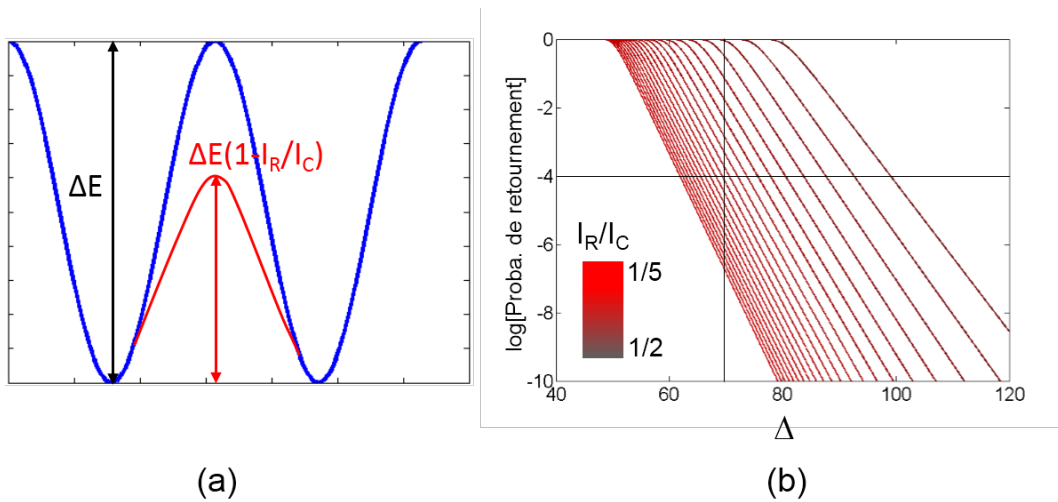 ΔE
ΔE(1-I_R/I_C)
(a)
log[Proba. de retournement]
0
-2
-4
-6
-8
-10
I_R/I_C
1/5
1/2
40
60
80
100
120
Δ
(b)